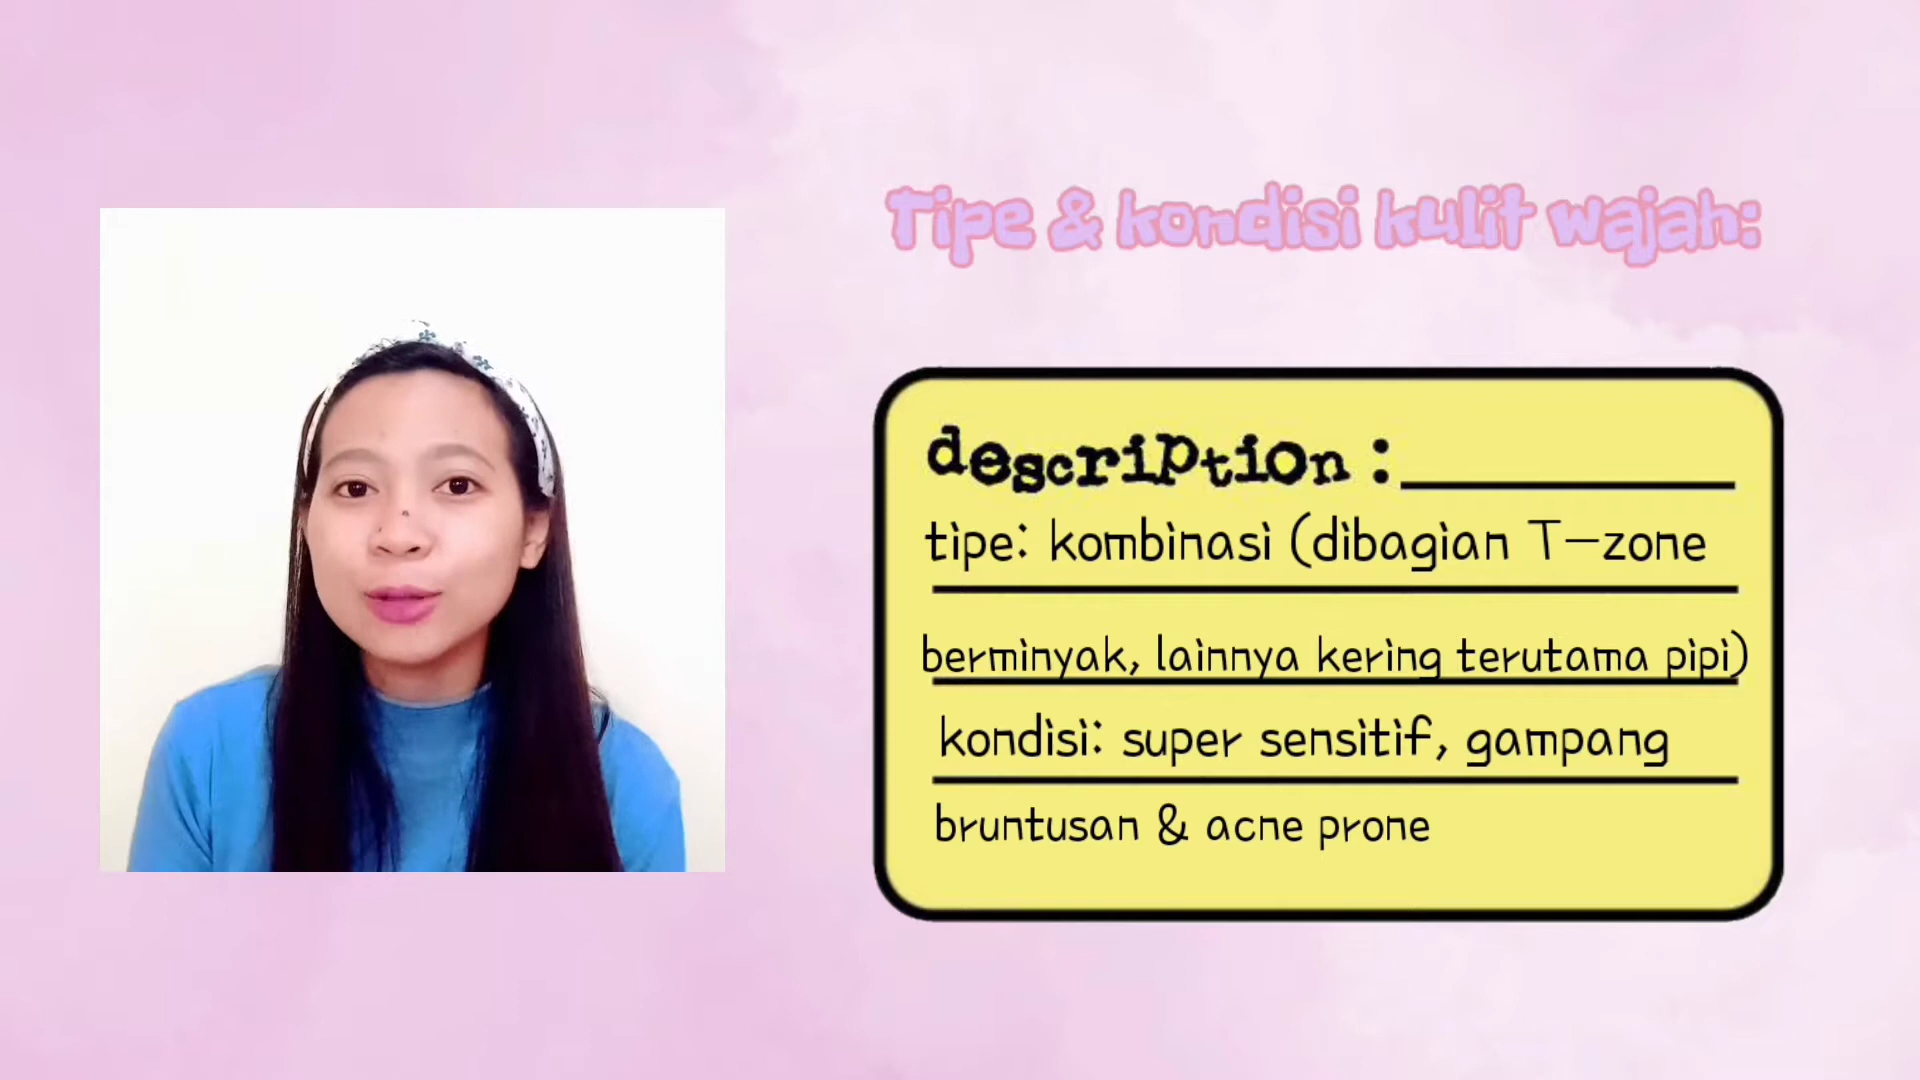 Tipe & kondisi kulit wajah:
description :
tipe: kombinasi (dibagian T-zone
berminyak, lainnya kering terutama pipi)
kondisi: super sensitif, gampang
bruntusan & acne prone